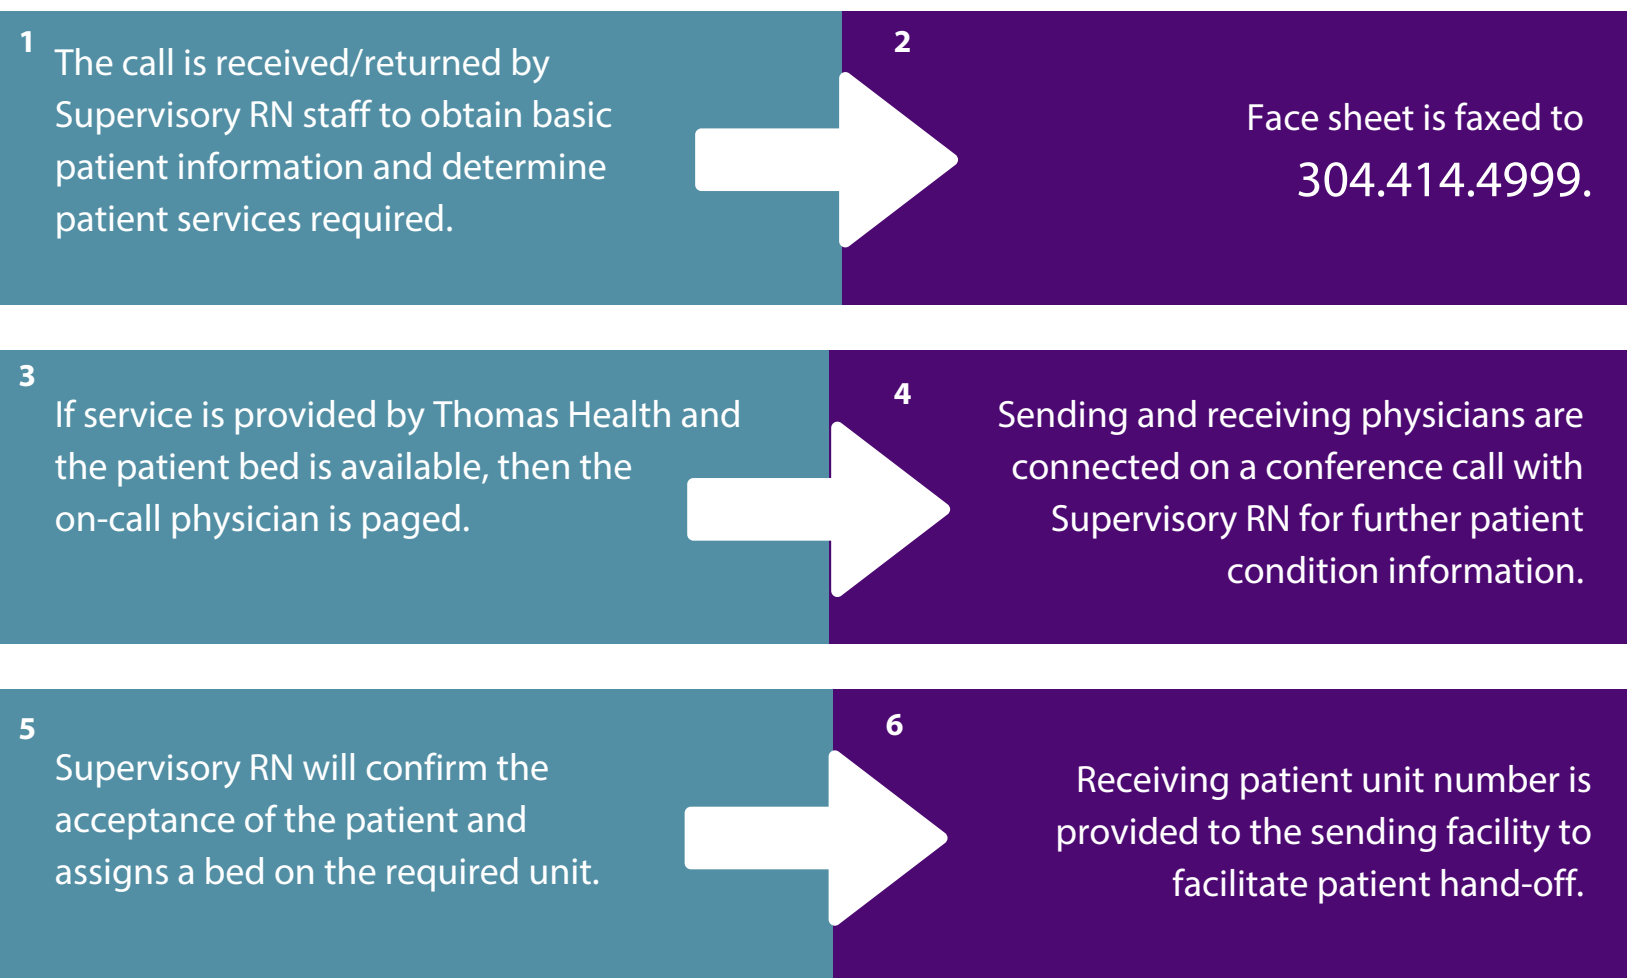 1
The call is received/returned by
Supervisory RN staff to obtain basic
patient information and determine
patient services required.
2
Face sheet is faxed to
304.414.4999.
3
If service is provided by Thomas Health and
the patient bed is available, then the
on-call physician is paged.
4
Sending and receiving physicians are
connected on a conference call with
Supervisory RN for further patient
condition information.
5
Supervisory RN will confirm the
acceptance of the patient and
assigns a bed on the required unit.
6
Receiving patient unit number is
provided to the sending facility to
facilitate patient hand-off.